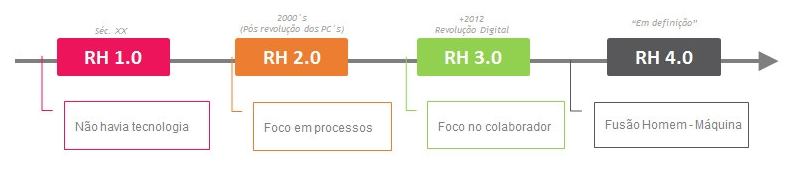 Séc. XX
2000´s
(Pós revolução dos PC´s)
+2012
Revolução Digital
“Em definição”
RH 1.0
RH 2.0
RH 3.0
RH 4.0
Não havia tecnologia
Foco em processos
Foco no colaborador
Fusão Homem - Máquina